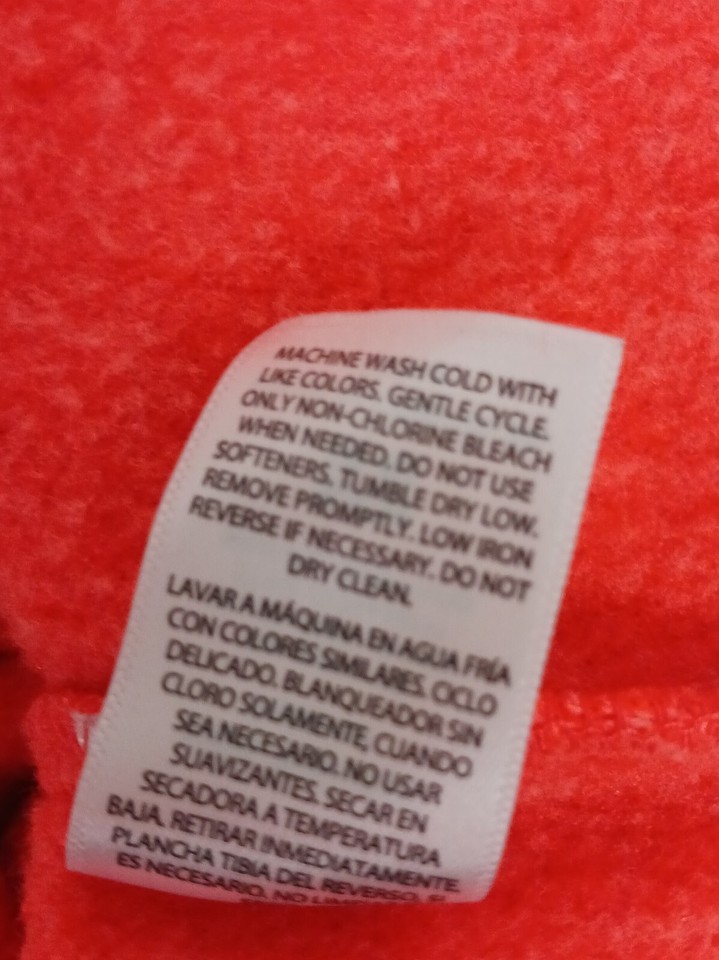 MACHINE WASH COLD WITH
LIKE COLORS. GENTLE CYCLE.
ONLY NON-CHLORINE BLEACH
WHEN NEEDED. DO NOT USE
SOFTENERS. TUMBLE DRY LOW.
REMOVE PROMPTLY. LOW IRON
REVERSE IF NECESSARY. DO NOT
DRY CLEAN.
LAVAR A MÁQUINA EN AGUA FRÍA
CON COLORES SIMILARES. CICLO
DELICADO. BLANQUEADOR SIN
CLORO SOLAMENTE, CUANDO
SEA NECESARIO. NO USAR
SUAVIZANTES. SECAR EN
SECADORA A TEMPERATURA
BAJA. RETIRAR INMEDIATAMENTE.
PLANCHA TIBIA DEL REVERSO, SI
ES NECESARIO. NO